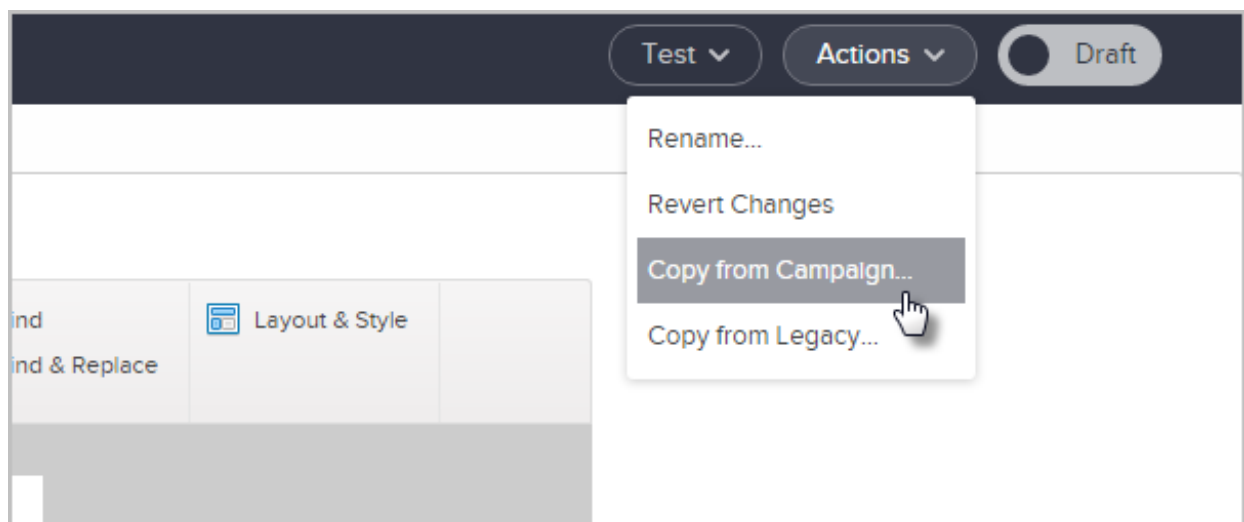 Test
Actions
Draft
Rename...
Revert Changes
Copy from Campaign...
Copy from Legacy...
ind
Layout & Style
ind & Replace